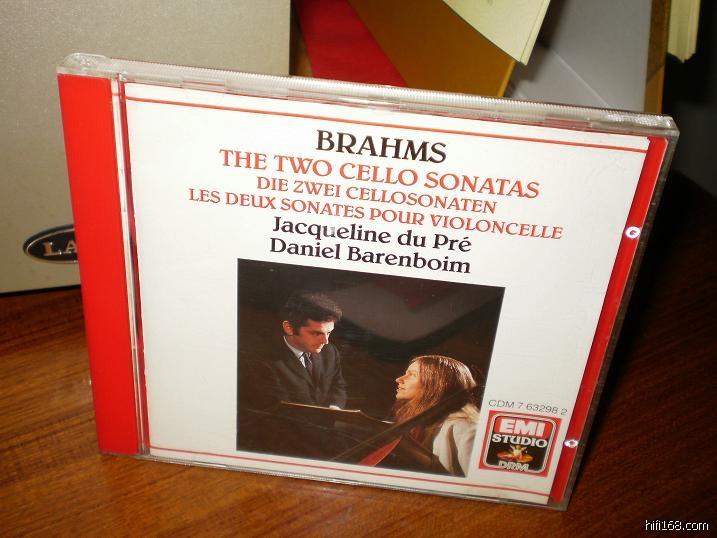 BRAHMS
THE TWO CELLO SONATAS
DIE ZWEI CELLOSONATEN
LES DEUX SONATES POUR VIOLONCELLE
Jacqueline du Pré
Daniel Barenboim
CDM 7 63298 2
EMI
STUDIO
DRM
LA
hifi168.com